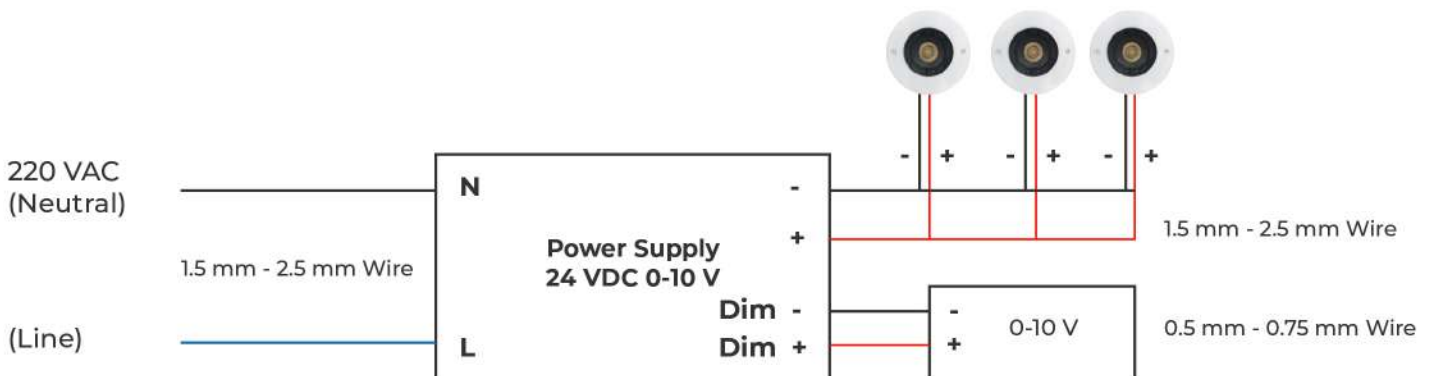 - + - + - +
220 VAC
(Neutral)
N
-
+
Power Supply
24 VDC 0-10 V
1.5 mm - 2.5 mm Wire
1.5 mm - 2.5 mm Wire
(Line)
L
Dim -
Dim +
-
+
0-10 V
0.5 mm - 0.75 mm Wire